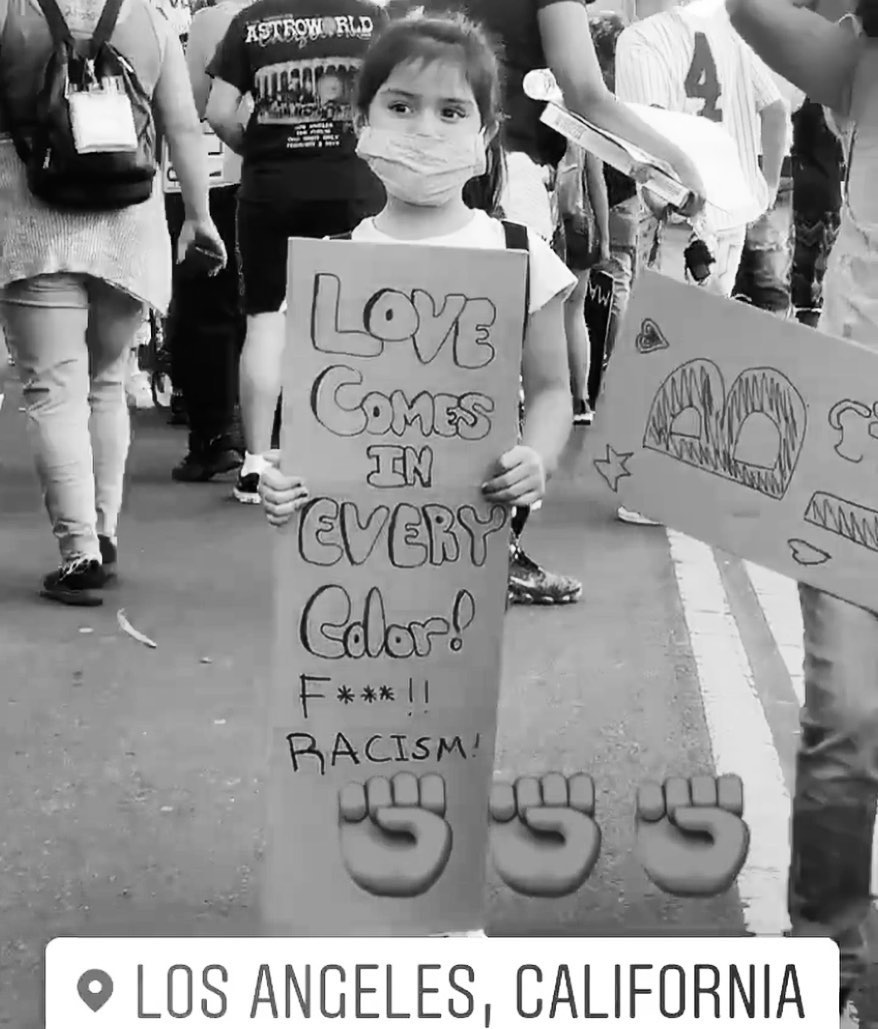 ASTROWORLD
4
LOVE
COMES
IN
EVERY
Color!
F***!!
RACISM!
LOS ANGELES, CALIFORNIA